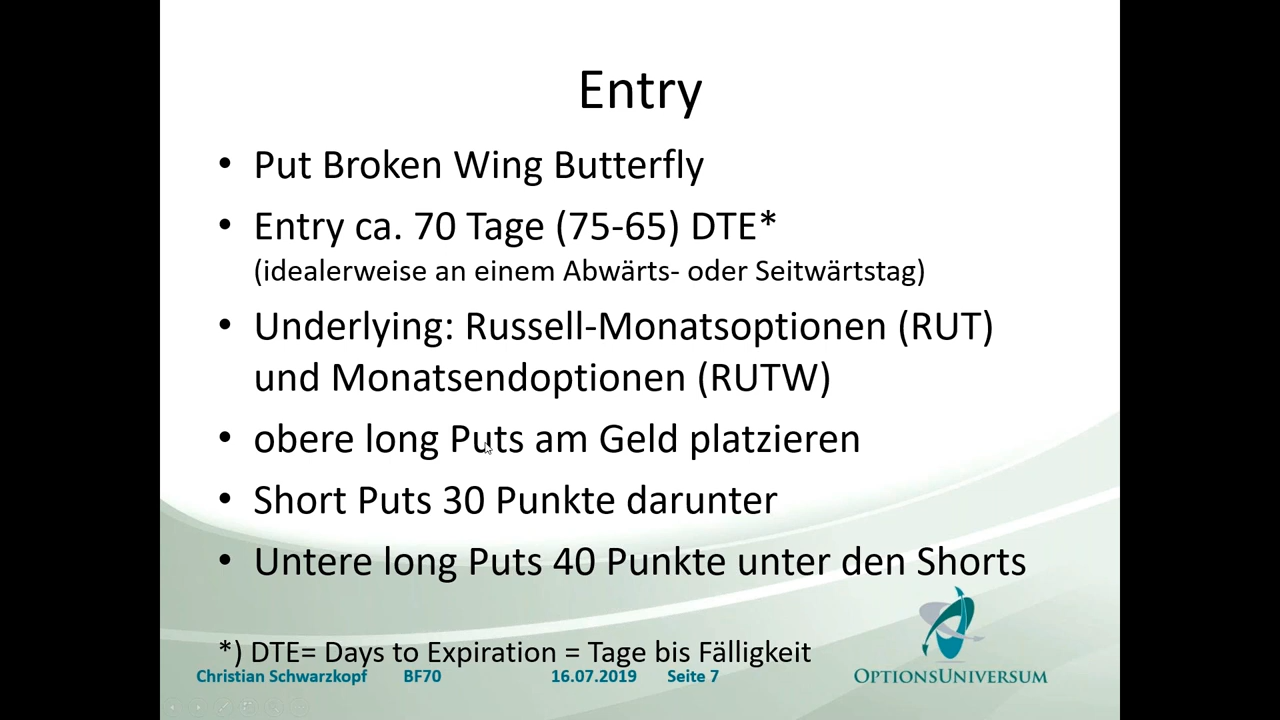 Entry
• Put Broken Wing Butterfly
• Entry ca. 70 Tage (75-65) DTE*
(idealerweise an einem Abwärts- oder Seitwärtstag)
• Underlying: Russell-Monatsoptionen (RUT)
und Monatsendoptionen (RUTW)
• obere long Puts am Geld platzieren
• Short Puts 30 Punkte darunter
• Untere long Puts 40 Punkte unter den Shorts
*) DTE= Days to Expiration = Tage bis Fälligkeit
Christian Schwarzkopf BF70 16.07.2019 Seite 7
OPTIONSUNIVERSUM